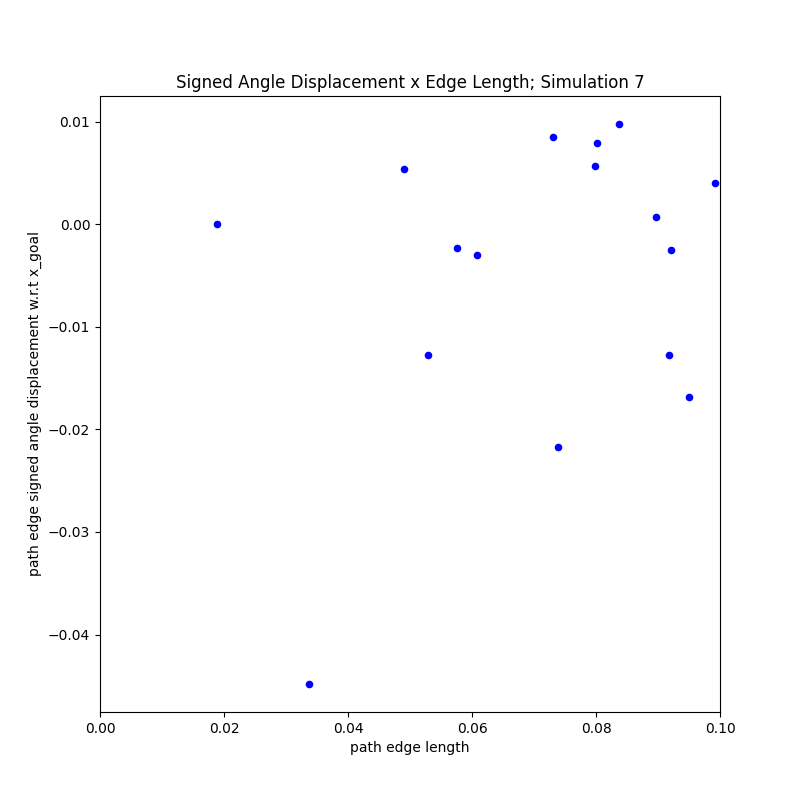 Signed Angle Displacement x Edge Length; Simulation 7
0.01
0.00
−0.01
−0.02
−0.03
−0.04
path edge signed angle displacement w.r.t x_goal
0.00 0.02 0.04 0.06 0.08 0.10
path edge length